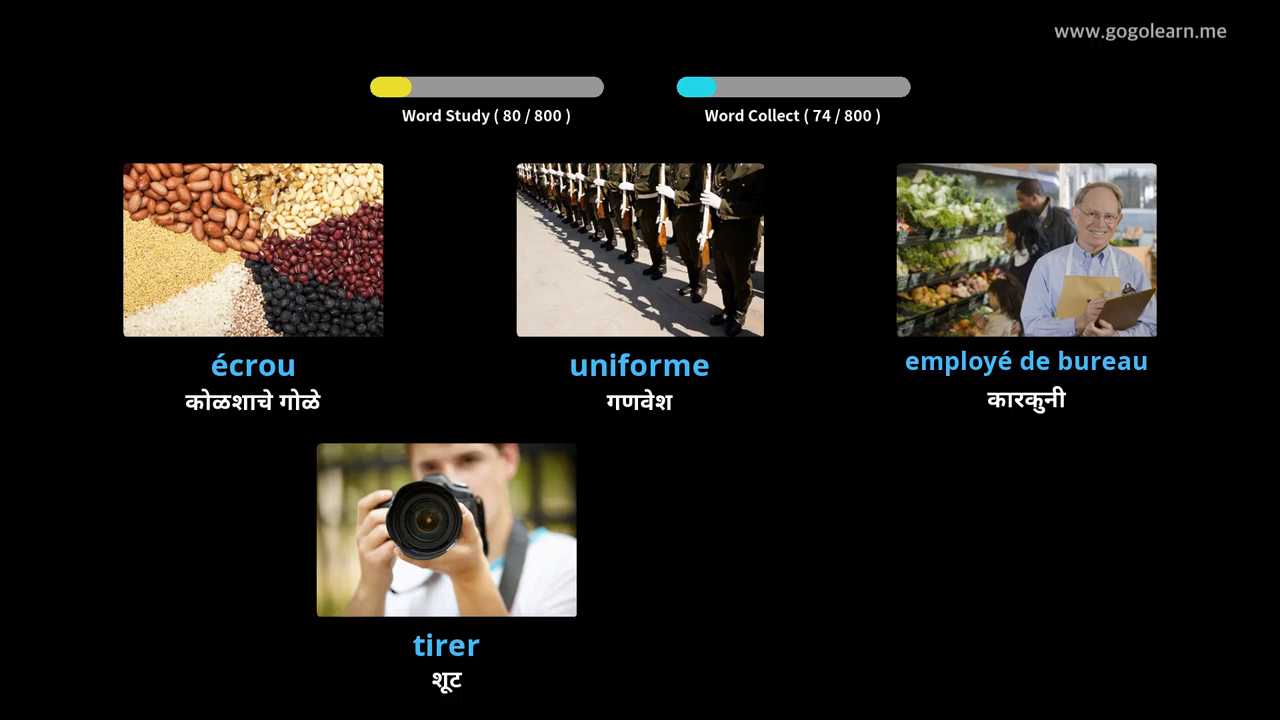 www.gogolearn.me
Word Study ( 80 / 800 )
Word Collect ( 74 / 800 )
écrou
कोळशाचे गोळे
uniforme
गणवेश
employé de bureau
कारकुनी
tirer
शूट